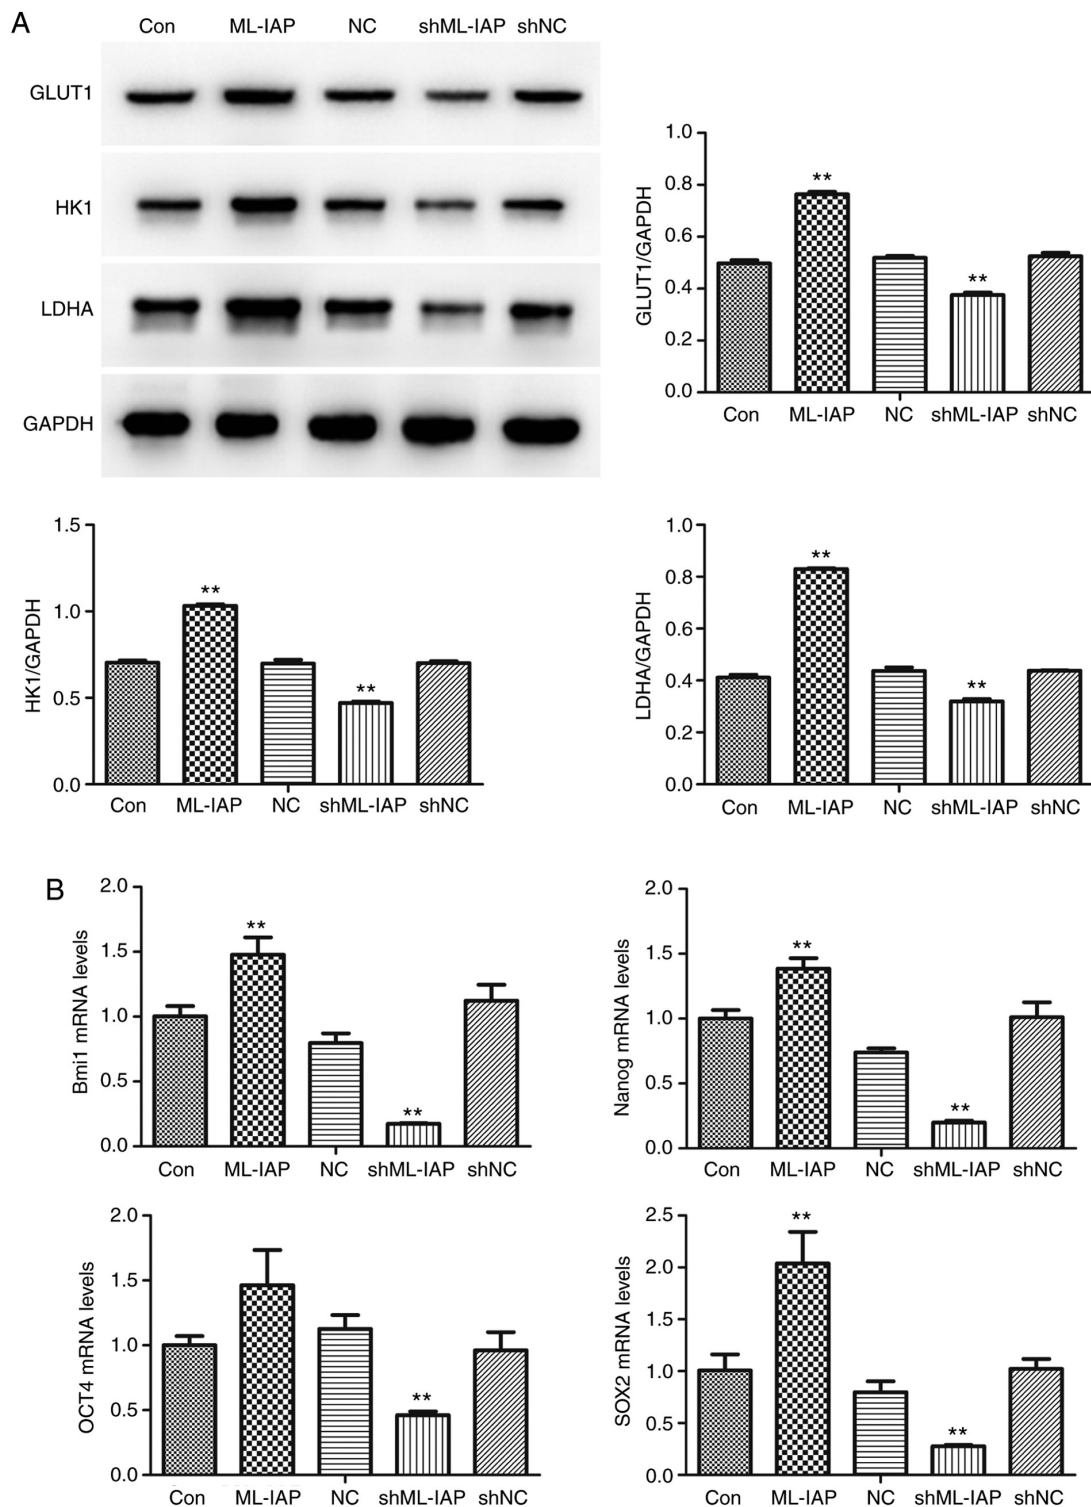 A
Con ML-IAP NC shML-IAP shNC
GLUT1
HK1
LDHA
GAPDH
GLUT1/GAPDH
1.0
0.8
0.6
0.4
0.2
0.0
**
**
Con ML-IAP NC shML-IAP shNC
HK1/GAPDH
1.5
1.0
0.5
0.0
**
**
Con ML-IAP NC shML-IAP shNC
LDHA/GAPDH
1.0
0.8
0.6
0.4
0.2
0.0
**
**
Con ML-IAP NC shML-IAP shNC
B
Bmi1 mRNA levels
2.0
1.5
1.0
0.5
0.0
**
**
Con ML-IAP NC shML-IAP shNC
Nanog mRNA levels
2.0
1.5
1.0
0.5
0.0
**
**
Con ML-IAP NC shML-IAP shNC
OCT4 mRNA levels
2.0
1.5
1.0
0.5
0.0
**
Con ML-IAP NC shML-IAP shNC
SOX2 mRNA levels
2.5
2.0
1.5
1.0
0.5
0.0
**
**
Con ML-IAP NC shML-IAP shNC